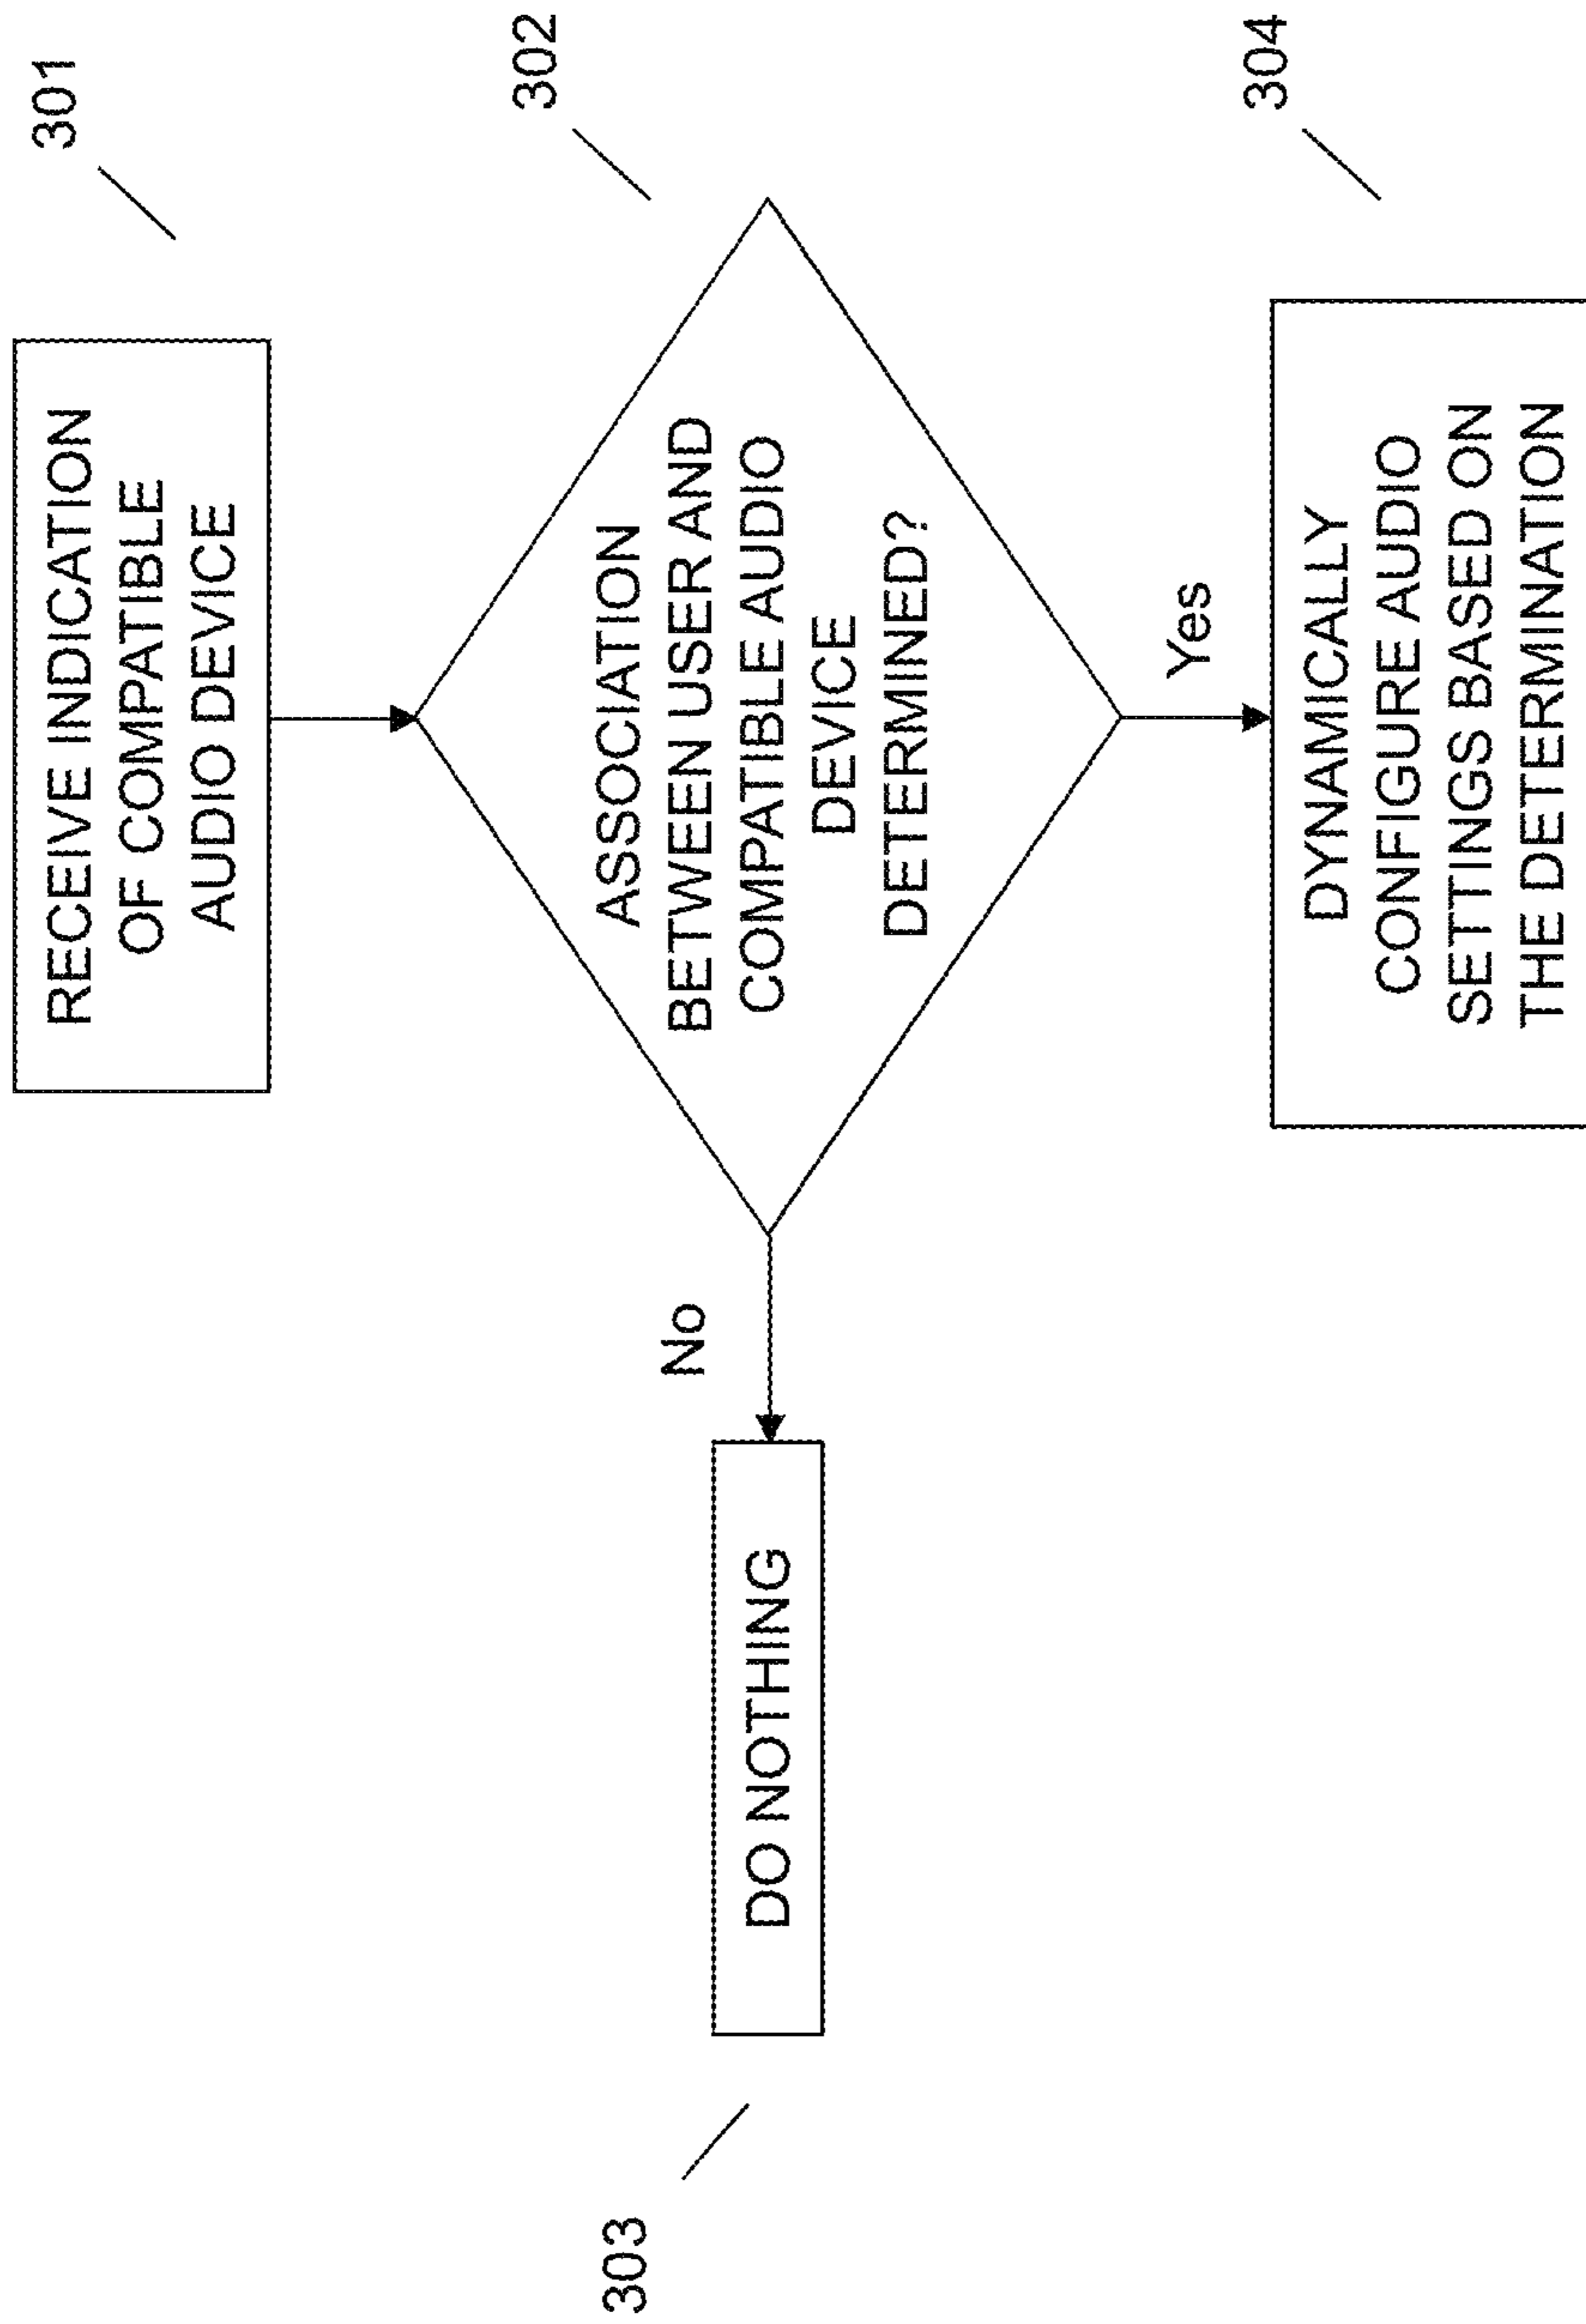 301
RECEIVE INDICATION
OF COMPATIBLE
AUDIO DEVICE
302
ASSOCIATION
BETWEEN USER AND
COMPATIBLE AUDIO
DEVICE
DETERMINED?
No
DO NOTHING
303
Yes
304
DYNAMICALLY
CONFIGURE AUDIO
SETTINGS BASED ON
THE DETERMINATION